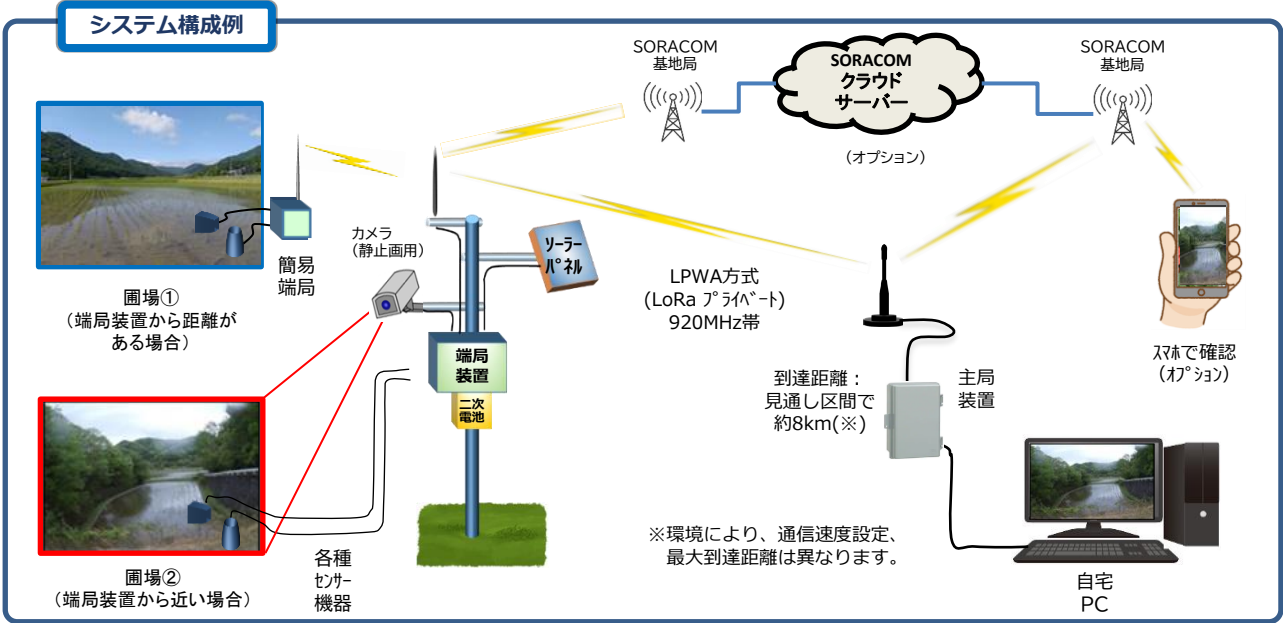 システム構成例
SORACOM
基地局
SORACOM
クラウド
サーバー
(オプション)
SORACOM
基地局
簡易
端局
圃場①
(端局装置から距離が
ある場合)
カメラ
(静止画用)
ソーラー
パネル
端局
装置
二次
電池
LPWA方式
(LoRa プライベート)
920MHz帯
到達距離：
見通し区間で
約8km(※)
主局
装置
スマホで確認
(オプション)
圃場②
(端局装置から近い場合)
各種
センサー
機器
※環境により、通信速度設定、
最大到達距離は異なります。
自宅
PC